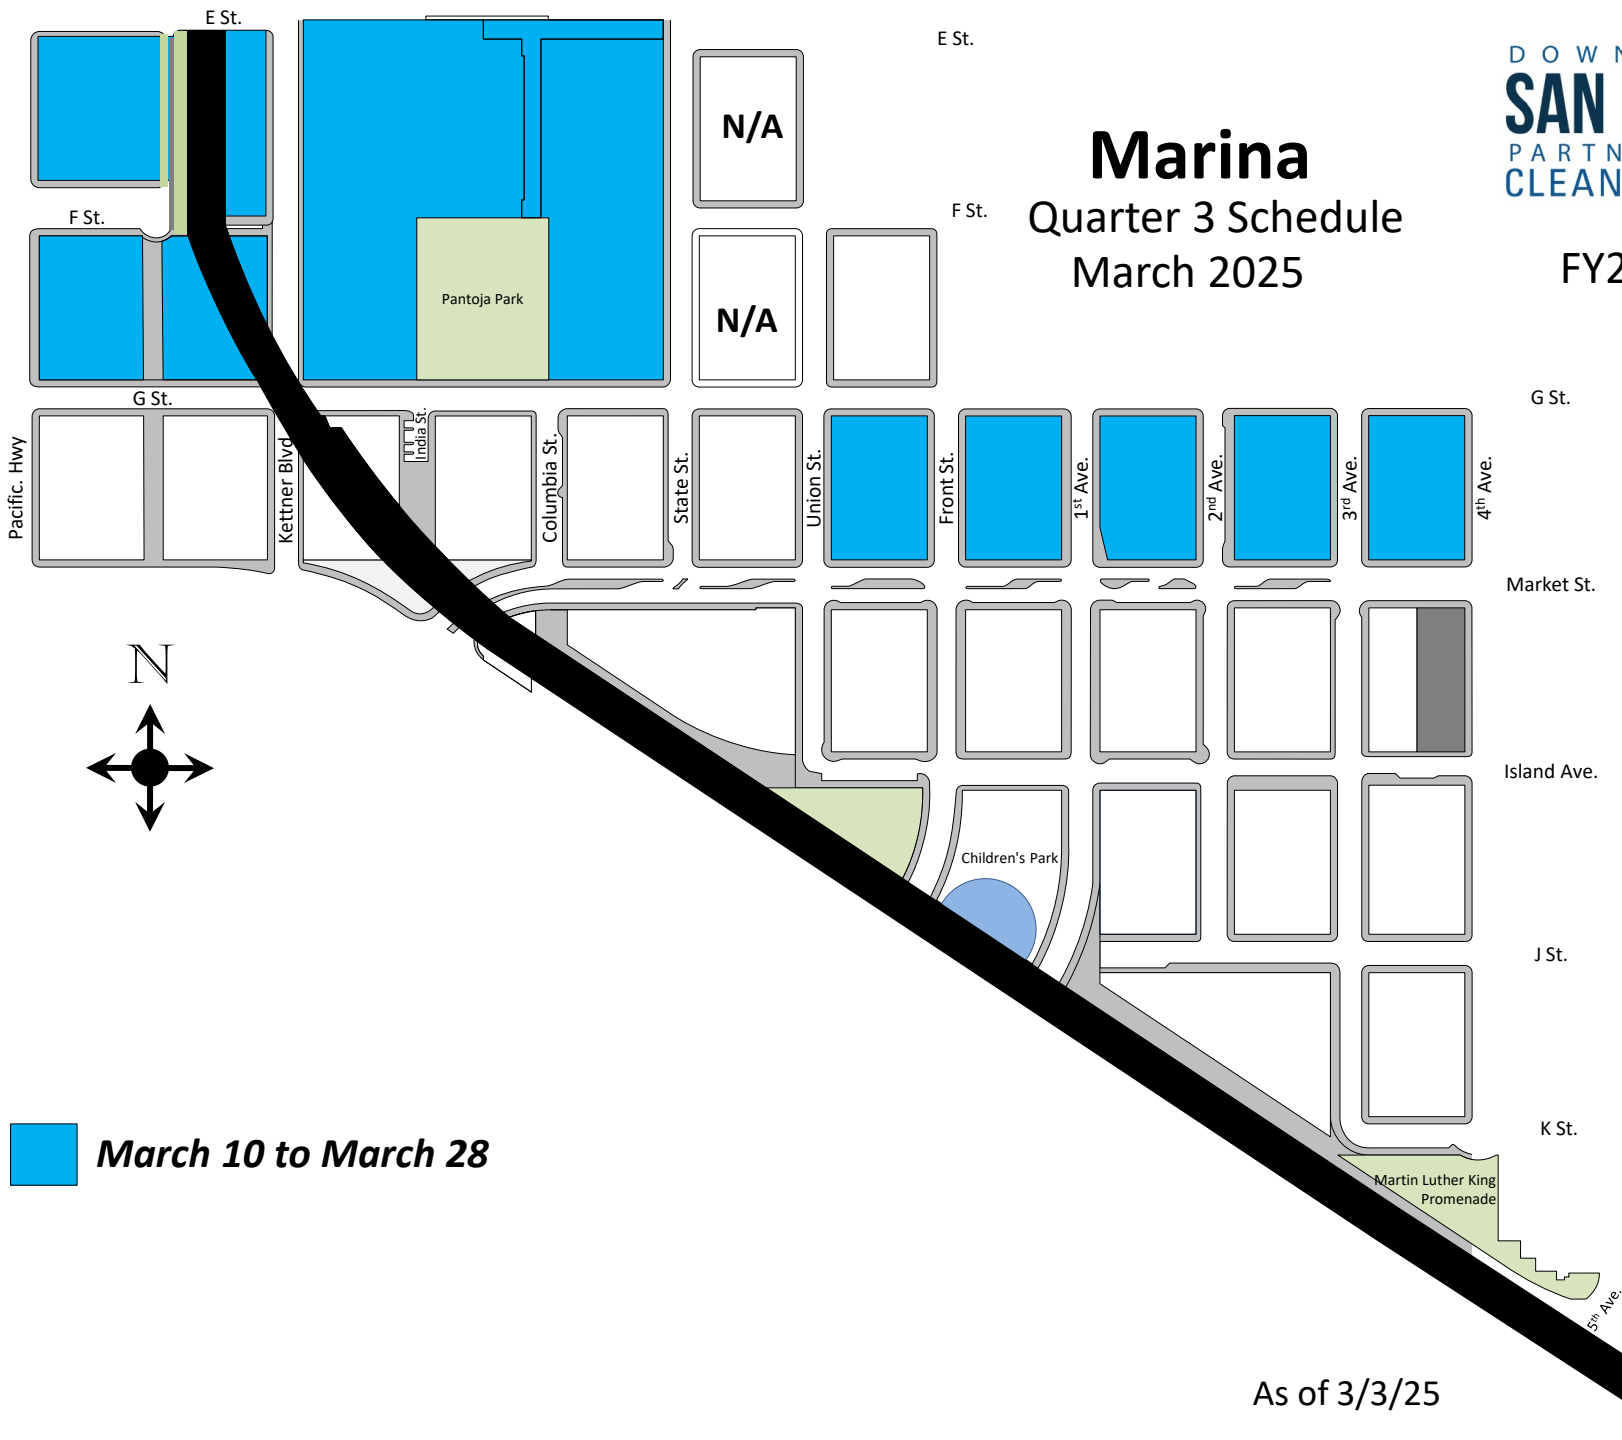 E St.
E St.
DOWN
SAN
PARTN
CLEAN
N/A
Marina
F St.
F St.
Quarter 3 Schedule
March 2025
FY2
Pantoja Park
N/A
G St.
G St.
Pacific. Hwy
Kettner Blvd
India St.
Columbia St.
State St.
Union St.
Front St.
1st Ave.
2nd Ave.
3rd Ave.
4th Ave.
Market St.
N
Island Ave.
Children's Park
J St.
K St.
March 10 to March 28
Martin Luther King
Promenade
5th Ave.
As of 3/3/25